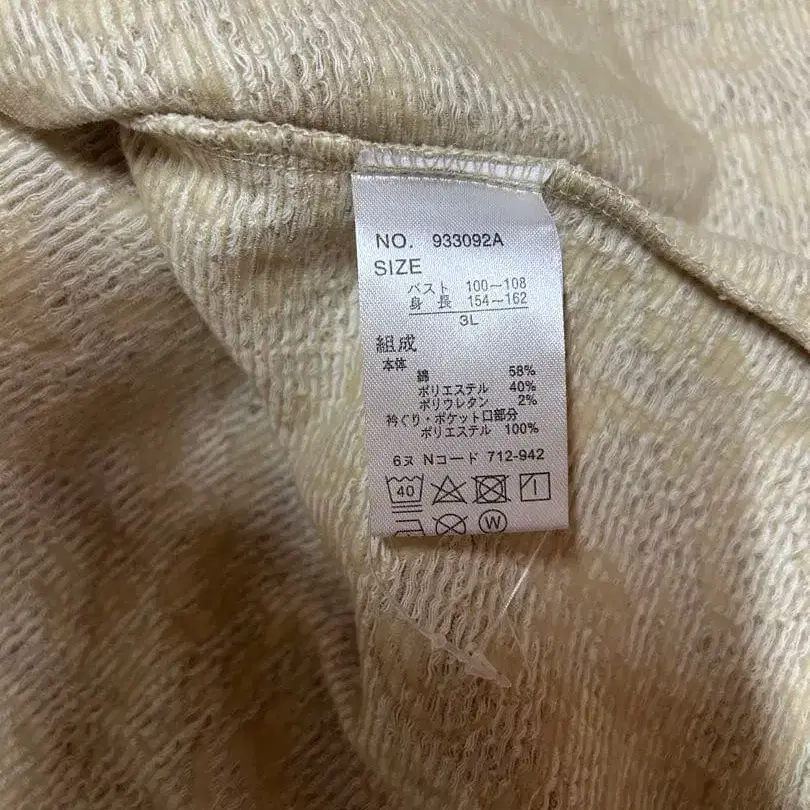 NO. 933092A
SIZE
バスト 100〜108
身 長 154〜162
3L
組成
本体
綿 58%
ポリエステル 40%
ポリウレタン 2%
衿ぐり・ポケット口部分
ポリエステル 100%
6ヌ Nコード 712-942
40
W